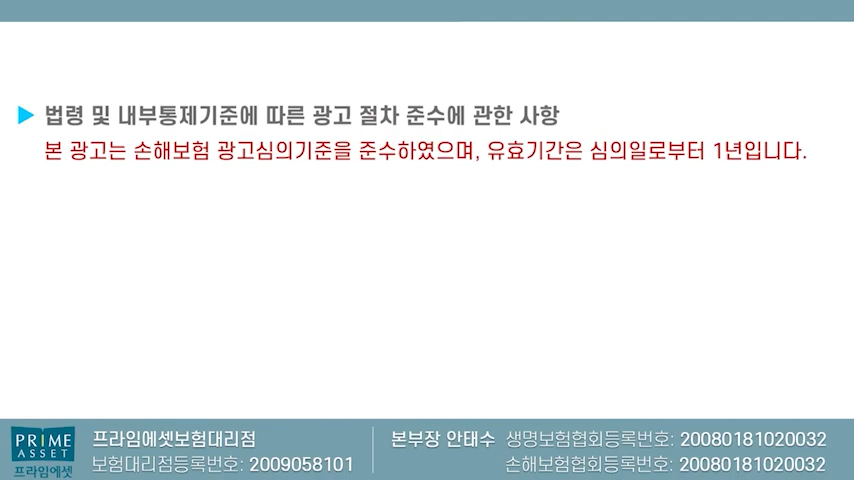 ▶ 법령 및 내부통제기준에 따른 광고 절차 준수에 관한 사항
본 광고는 손해보험 광고심의기준을 준수하였으며, 유효기간은 심의일로부터 1년입니다.
PRIME
ASSET
프라임에셋
프라임에셋보험대리점
보험대리점등록번호: 2009058101
본부장 안태수 생명보험협회등록번호: 20080181020032
손해보험협회등록번호: 20080181020032